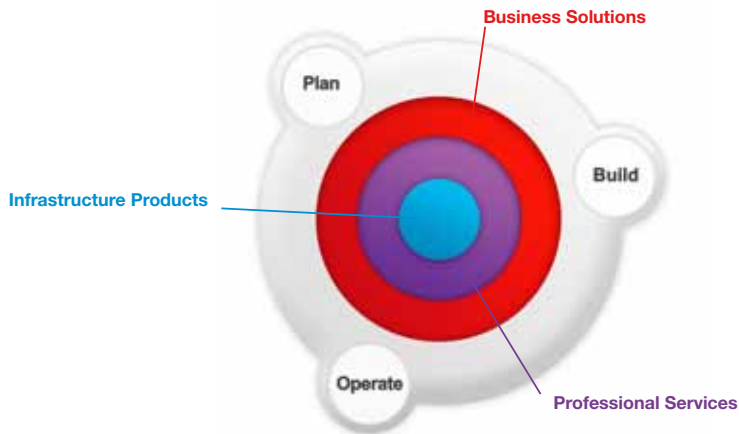 Business Solutions
Plan
Build
Infrastructure Products
Operate
Professional Services